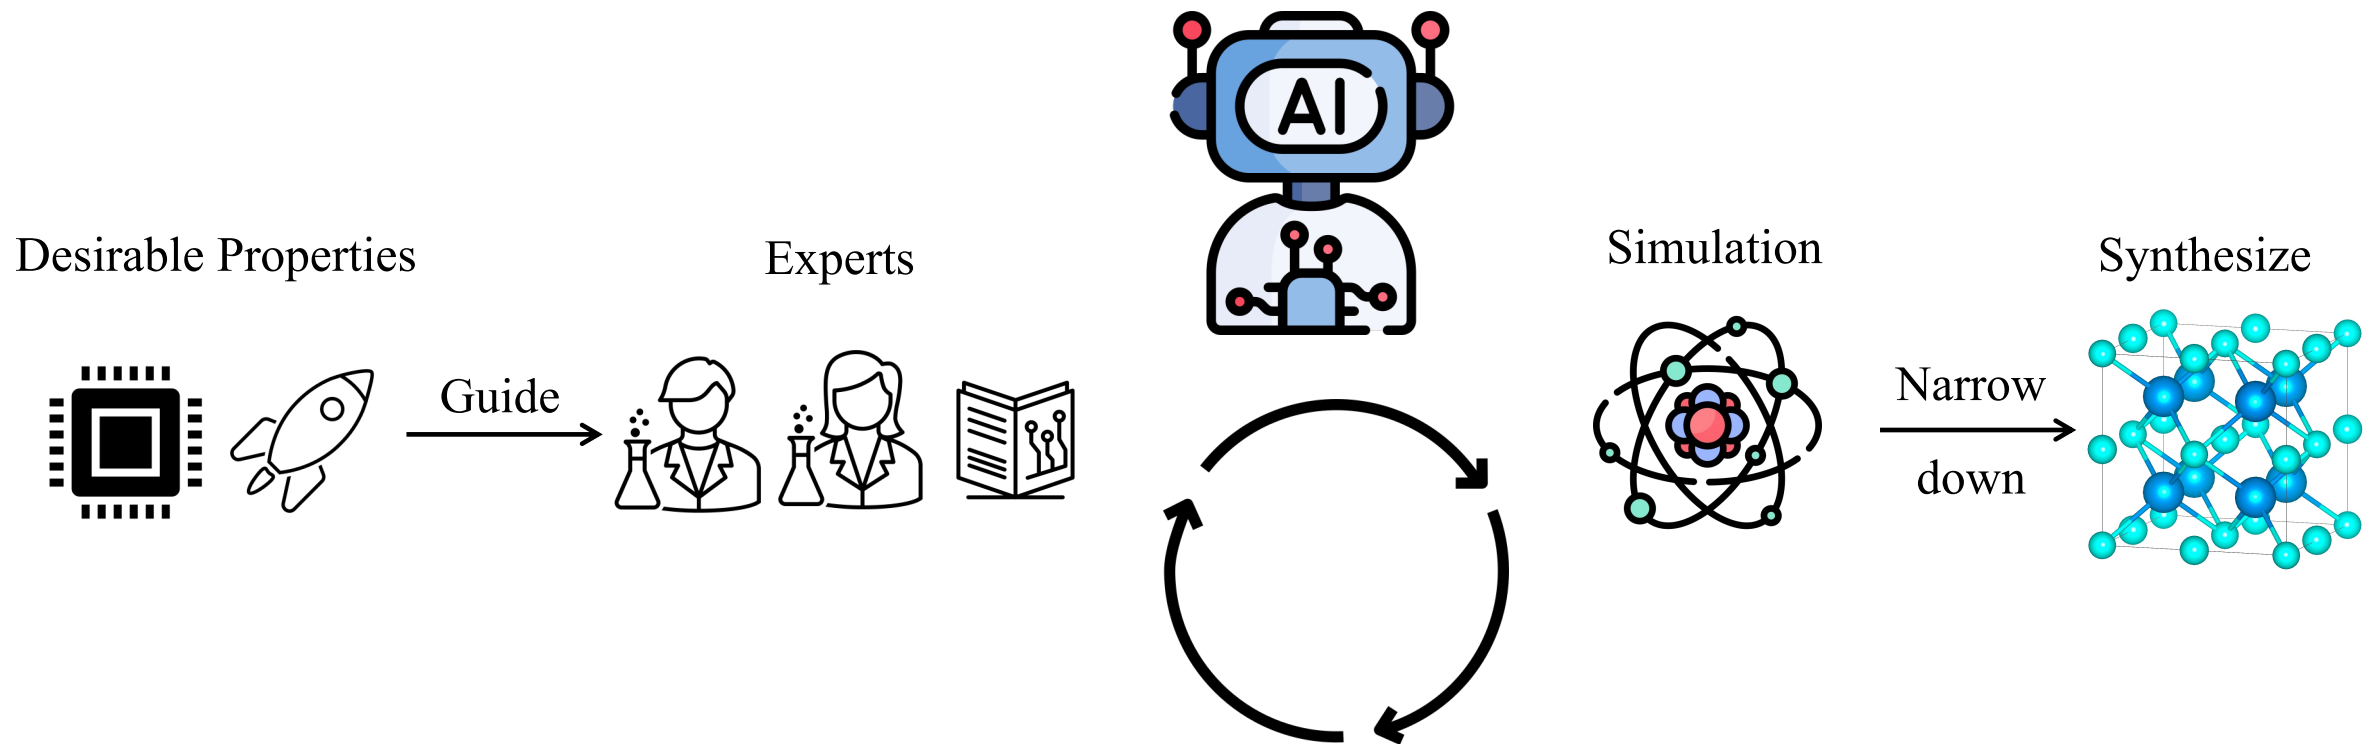 Desirable Properties
Guide
Experts
AI
Simulation
Narrow
down
Synthesize